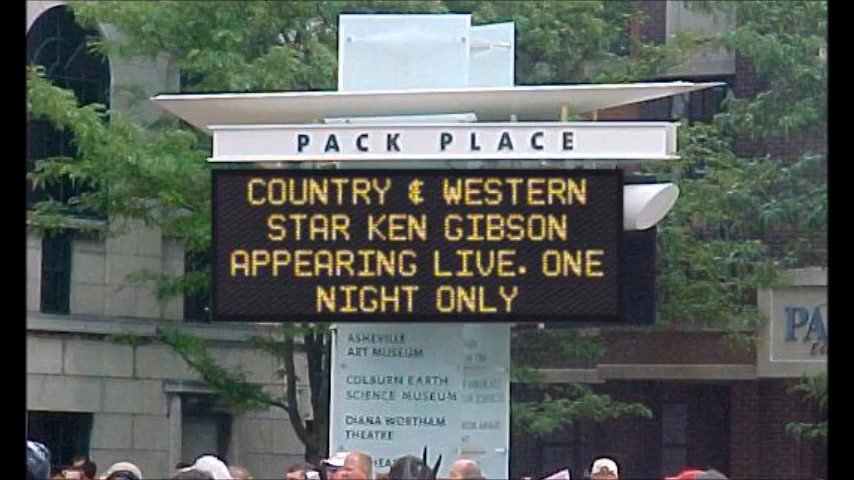 PACK PLACE
COUNTRY & WESTERN
STAR KEN GIBSON
APPEARING LIVE. ONE
NIGHT ONLY
ASHEVILLE
ART MUSEUM
COLBURN EARTH
SCIENCE MUSEUM
DIANA WORTHAM
THEATRE
PA